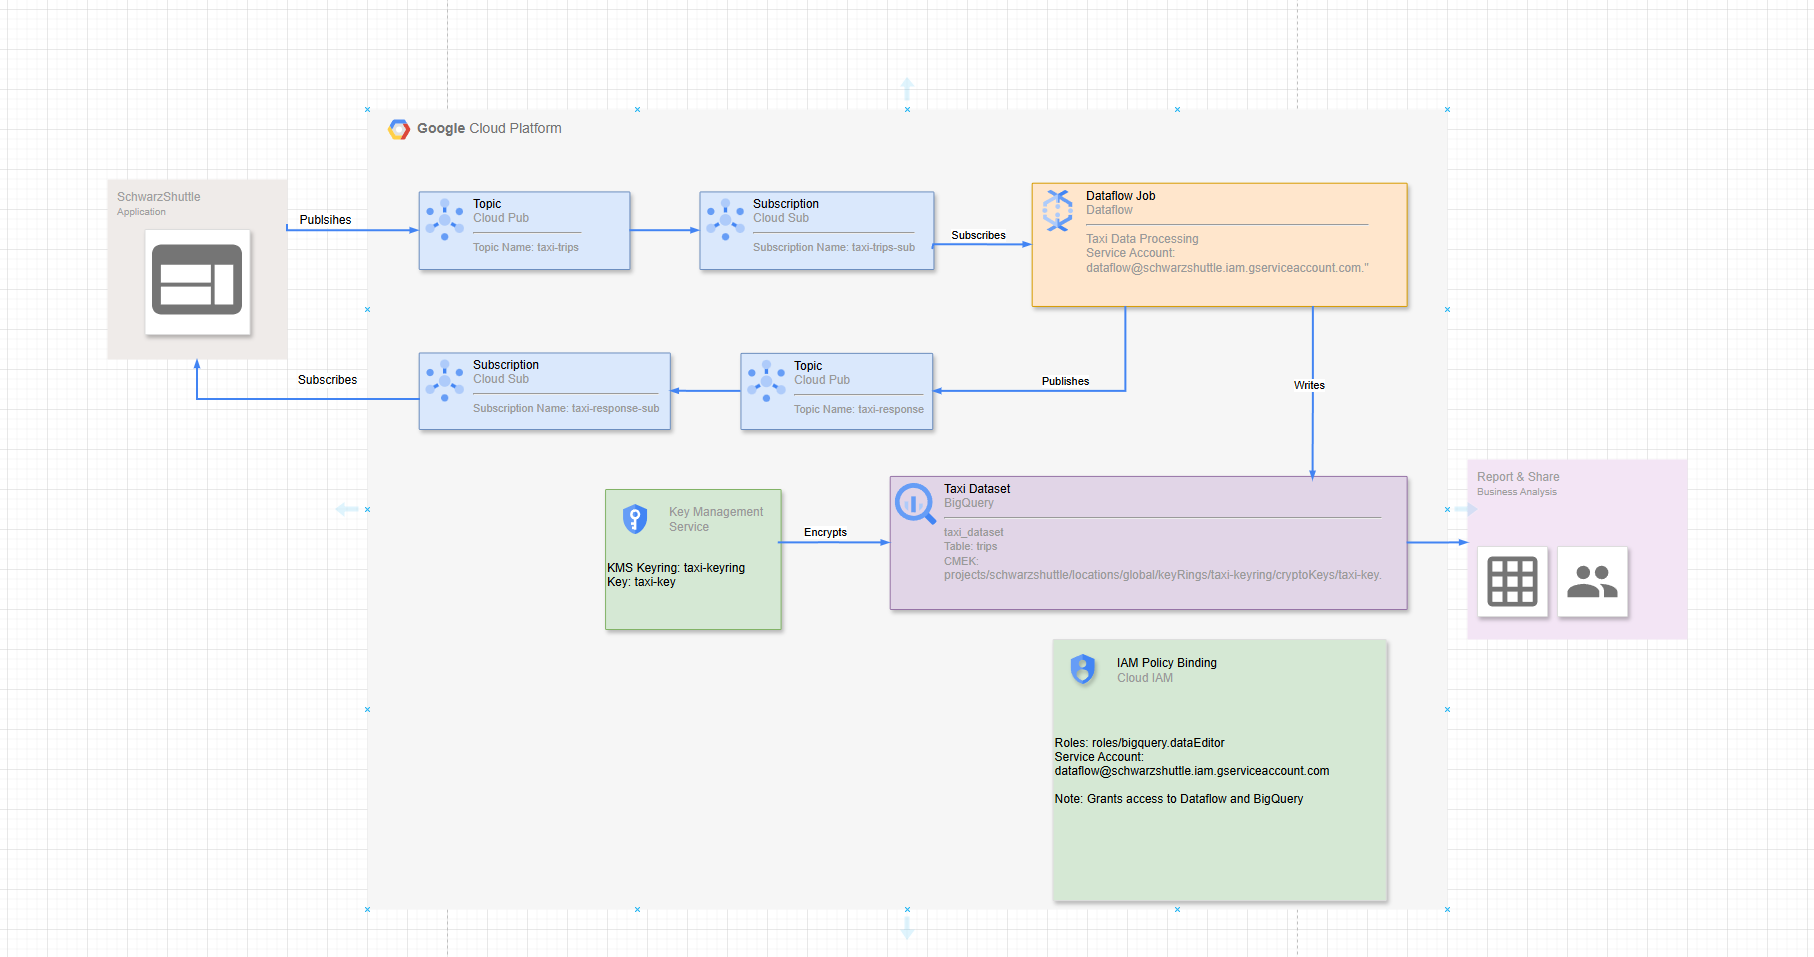 Google Cloud Platform
SchwarzShuttle
Application
Publsihes
Topic
Cloud Pub
Topic Name: taxi-trips
Subscription
Cloud Sub
Subscription Name: taxi-trips-sub
Subscribes
Dataflow Job
Dataflow
Taxi Data Processing
Service Account:
dataflow@schwarzshuttle.iam.gserviceaccount.com."
Subscribes
Subscription
Cloud Sub
Subscription Name: taxi-response-sub
Topic
Cloud Pub
Topic Name: taxi-response
Publishes
Writes
Key Management
Service
KMS Keyring: taxi-keyring
Key: taxi-key
Encrypts
Taxi Dataset
BigQuery
taxi_dataset
Table: trips
CMEK:
projects/schwarzshuttle/locations/global/keyRings/taxi-keyring/cryptoKeys/taxi-key.
Report & Share
Business Analysis
IAM Policy Binding
Cloud IAM
Roles: roles/bigquery.dataEditor
Service Account:
dataflow@schwarzshuttle.iam.gserviceaccount.com
Note: Grants access to Dataflow and BigQuery